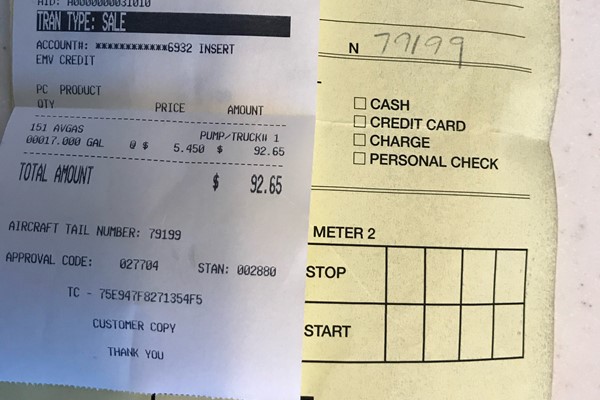 AID: A0000000031010
TRAN TYPE: SALE
ACCOUNT#: ************6932 INSERT
EMV CREDIT
PC PRODUCT
QTY PRICE AMOUNT
151 AVGAS PUMP/TRUCK# 1
00017.000 GAL @ $ 5.450 $ 92.65
TOTAL AMOUNT $ 92.65
AIRCRAFT TAIL NUMBER: 79199
APPROVAL CODE: 027704 STAN: 002880
TC - 75E947F8271354F5
CUSTOMER COPY
THANK YOU
N 79199
CASH
CREDIT CARD
CHARGE
PERSONAL CHECK
METER 2
STOP
START